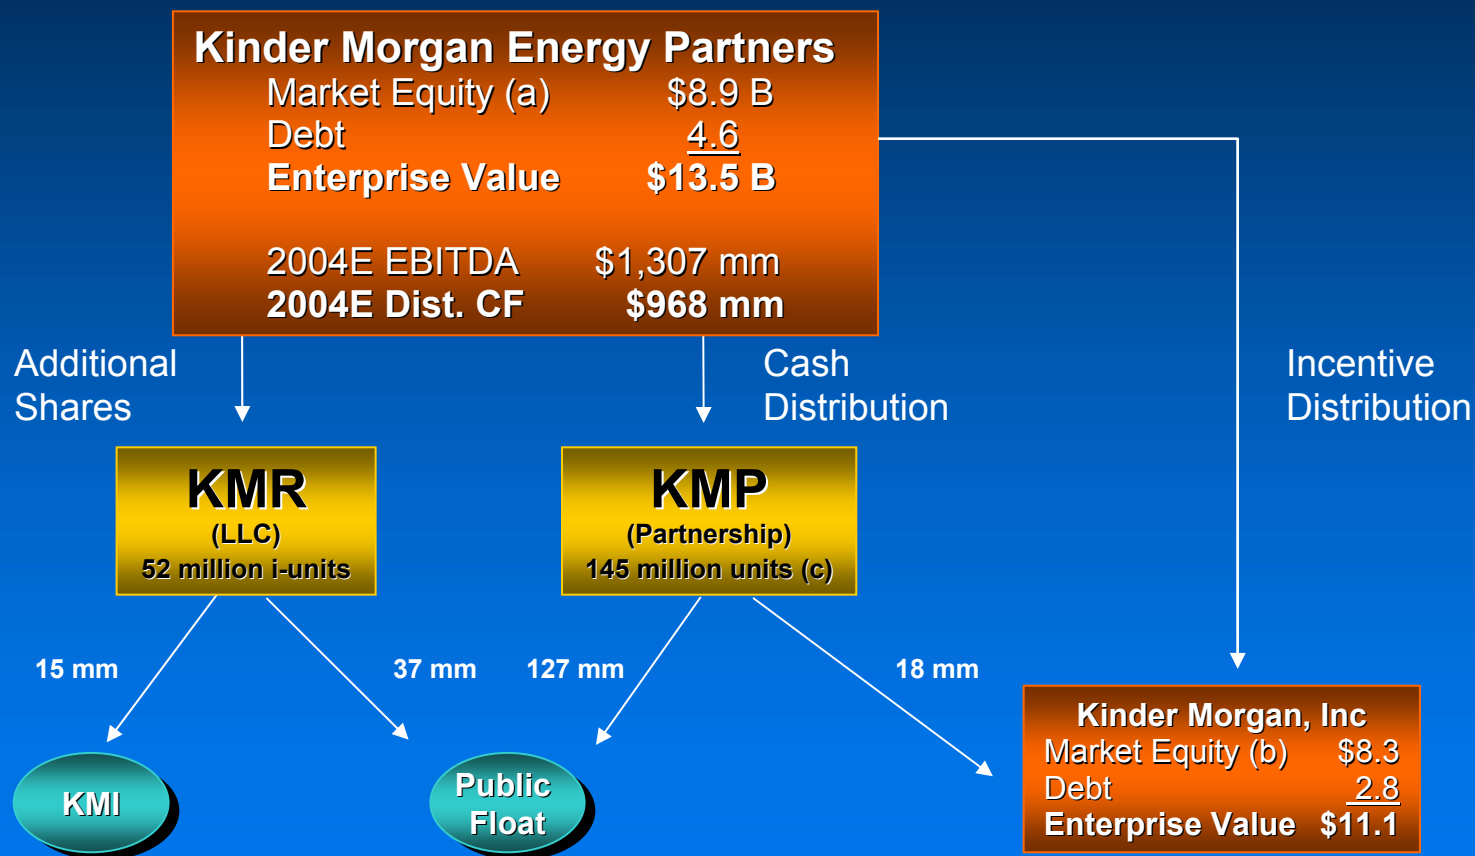 Kinder Morgan Energy Partners
Market Equity (a) $8.9 B
Debt 4.6
Enterprise Value $13.5 B
2004E EBITDA $1,307 mm
2004E Dist. CF $968 mm
Additional
Shares
Cash
Distribution
Incentive
Distribution
KMR
(LLC)
52 million i-units
KMP
(Partnership)
145 million units (c)
15 mm
37 mm
127 mm
18 mm
KMI
Public
Float
Kinder Morgan, Inc
Market Equity (b) $8.3
Debt 2.8
Enterprise Value $11.1